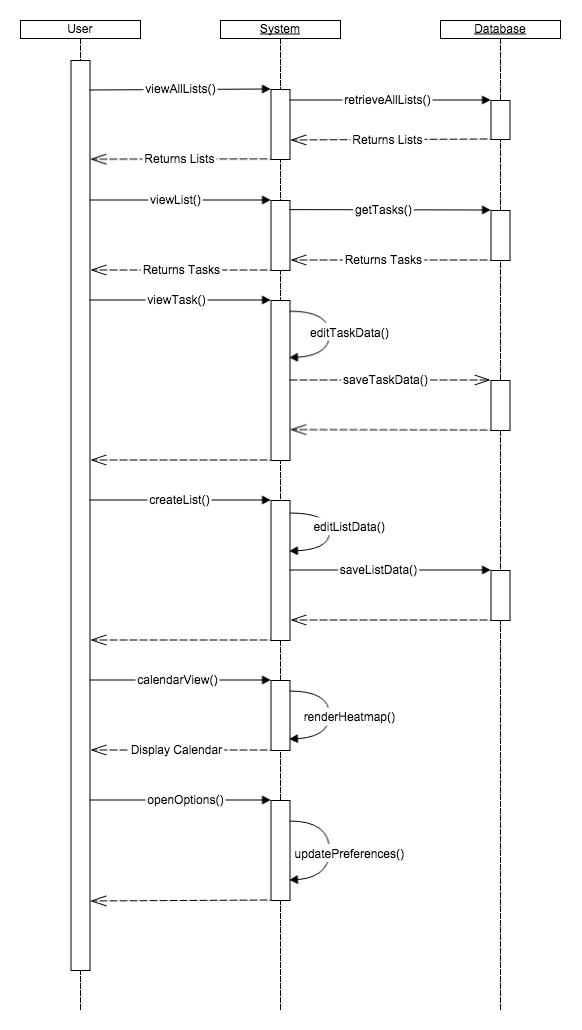 User
System
Database
viewAllLists()
retrieveAllLists()
Returns Lists
Returns Lists
viewList()
getTasks()
Returns Tasks
Returns Tasks
viewTask()
editTaskData()
saveTaskData()
createList()
editListData()
saveListData()
calendarView()
renderHeatmap()
Display Calendar
openOptions()
updatePreferences()